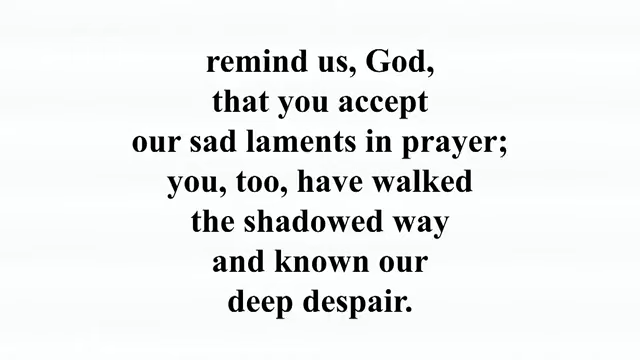 remind us, God,
that you accept
our sad laments in prayer;
you, too, have walked
the shadowed way
and known our
deep despair.